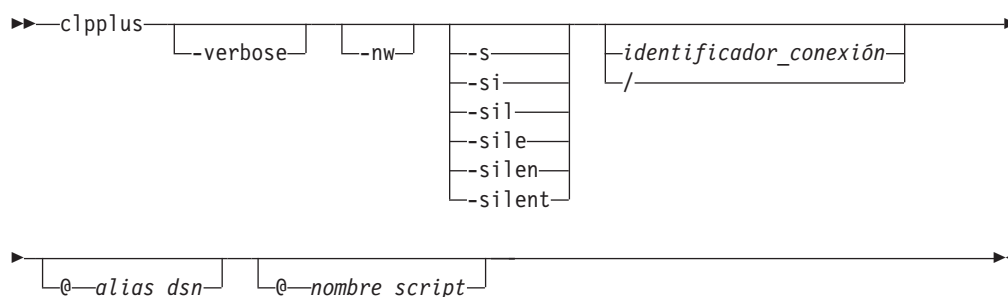 clpplus
-verbose -nw -s identificador_conexión
-si /
-sil
-sile
-silen
-silent
@ alias dsn @ nombre script